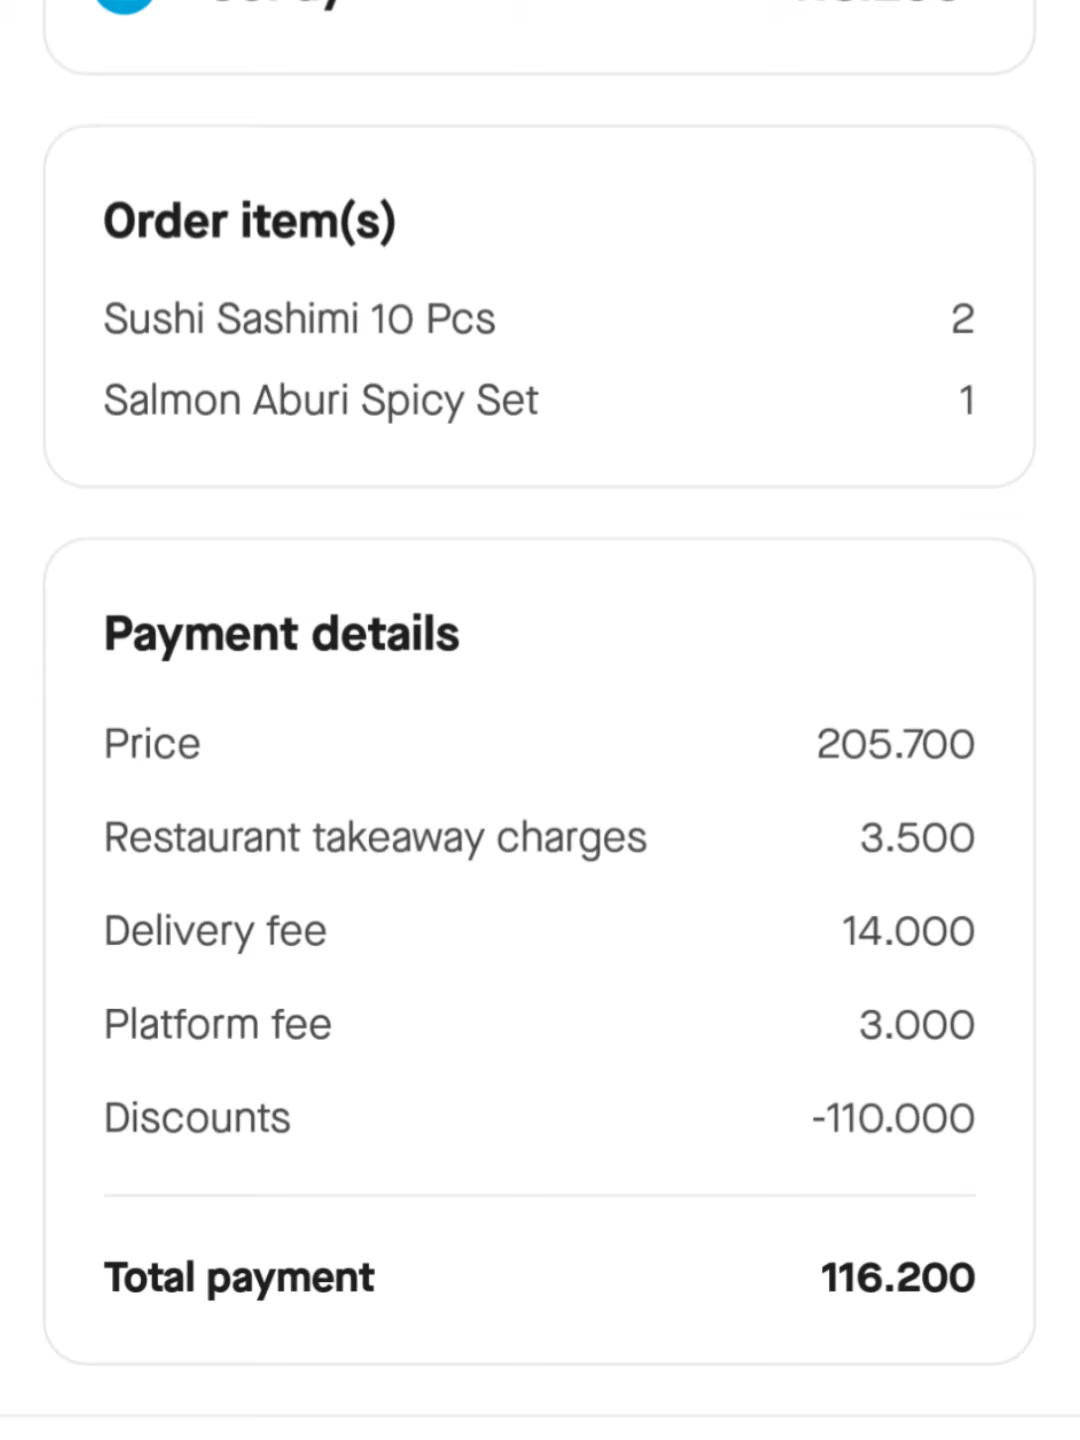 Order item(s)
Sushi Sashimi 10 Pcs 2
Salmon Aburi Spicy Set 1
Payment details
Price 205.700
Restaurant takeaway charges 3.500
Delivery fee 14.000
Platform fee 3.000
Discounts -110.000
Total payment 116.200